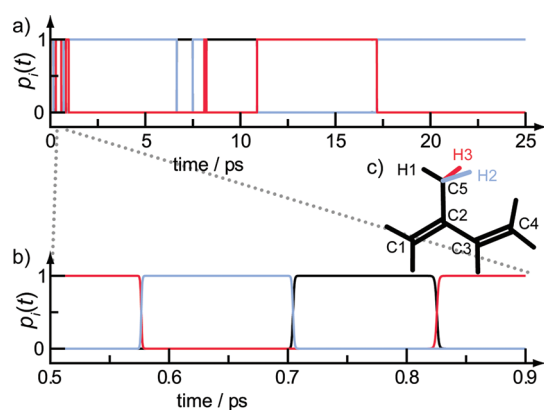 a)
1
p_i(t)
0
0 5 10 15 20 25
time / ps
c)
H3
H1
H2
C5
C2
C4
C1
C3
b)
1
p_i(t)
0
0.5 0.6 0.7 0.8 0.9
time / ps